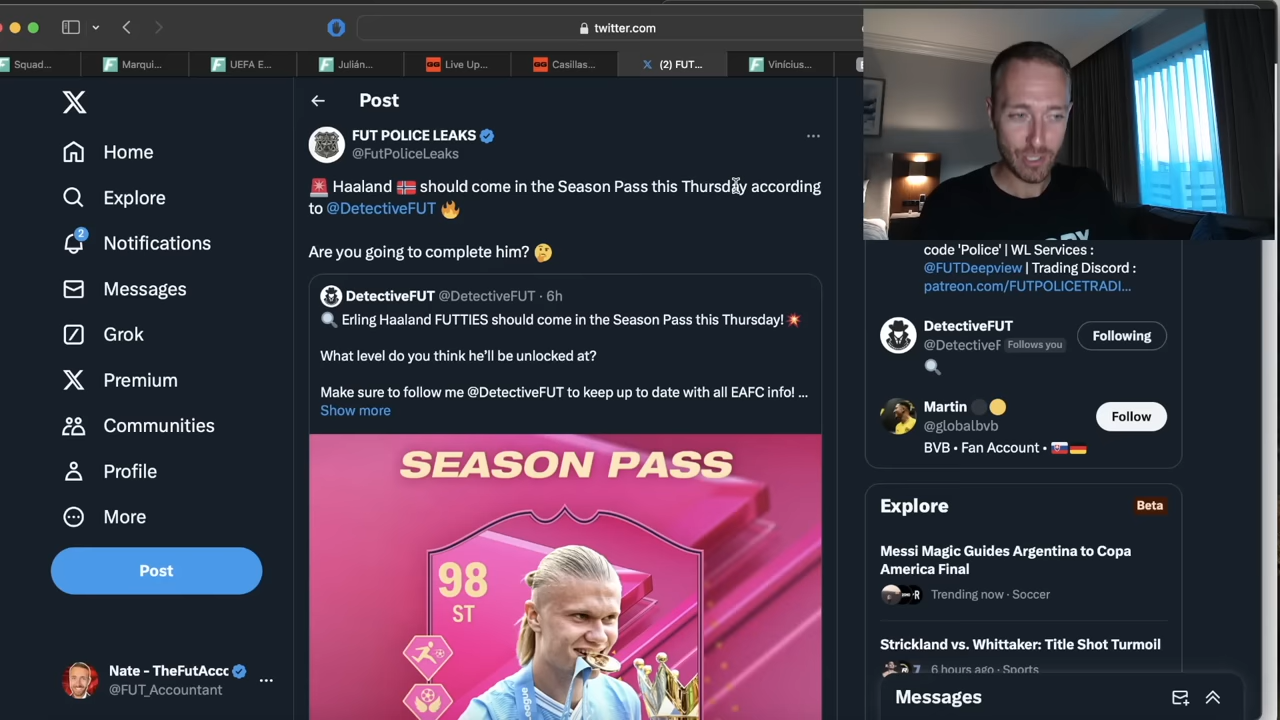 twitter.com
Squad...
Marqui...
UEFA E...
Julián...
Live Up...
Casillas...
(2) FUT...
Vinícius...
Post
FUT POLICE LEAKS
@FutPoliceLeaks
🚨 Haaland 🇳🇴 should come in the Season Pass this Thursday according
to @DetectiveFUT 🔥
Are you going to complete him? 🤔
DetectiveFUT @DetectiveFUT · 6h
🔍 Erling Haaland FUTTIES should come in the Season Pass this Thursday!💥
What level do you think he'll be unlocked at?
Make sure to follow me @DetectiveFUT to keep up to date with all EAFC info! ...
Show more
SEASON PASS
98
ST
Home
Explore
2
Notifications
Messages
Grok
Premium
Communities
Profile
More
Post
Nate - TheFutAccc
@FUT_Accountant
...
code 'Police' | WL Services :
@FUTDeepview | Trading Discord :
patreon.com/FUTPOLICETRADI...
DetectiveFUT
@DetectiveF Follows you
🔍
Following
Martin ⚫🟡
@globalbvb
Follow
BVB • Fan Account • 🇸🇰🇩🇪
Explore
Beta
Messi Magic Guides Argentina to Copa
America Final
Trending now · Soccer
Strickland vs. Whittaker: Title Shot Turmoil
6 hours ago · Sports
Messages